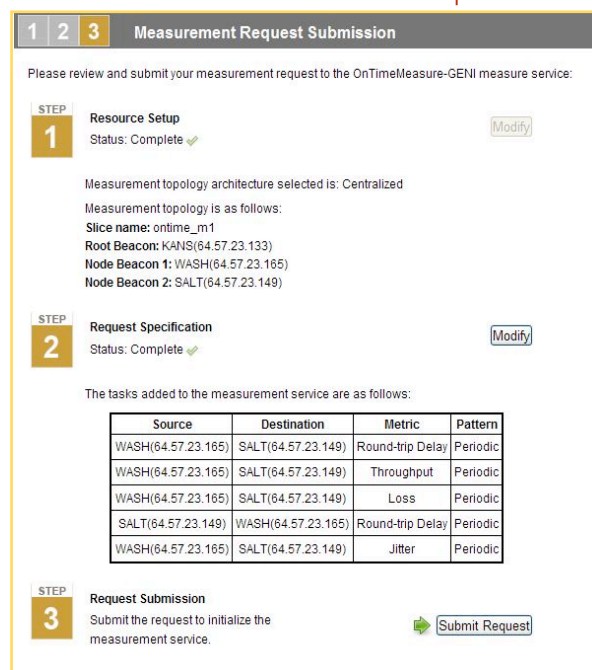 1 2 3 Measurement Request Submission
Please review and submit your measurement request to the OnTimeMeasure-GENI measure service:
STEP
1
Resource Setup
Modify
Status: Complete
Measurement topology architecture selected is: Centralized
Measurement topology is as follows:
Slice name: ontime_m1
Root Beacon: KANS(64.57.23.133)
Node Beacon 1: WASH(64.57.23.165)
Node Beacon 2: SALT(64.57.23.149)
STEP
2
Request Specification
Modify
Status: Complete
The tasks added to the measurement service are as follows:
Source Destination Metric Pattern
WASH(64.57.23.165) SALT(64.57.23.149) Round-trip Delay Periodic
WASH(64.57.23.165) SALT(64.57.23.149) Throughput Periodic
WASH(64.57.23.165) SALT(64.57.23.149) Loss Periodic
SALT(64.57.23.149) WASH(64.57.23.165) Round-trip Delay Periodic
WASH(64.57.23.165) SALT(64.57.23.149) Jitter Periodic
STEP
3
Request Submission
Submit the request to initialize the
measurement service.
Submit Request